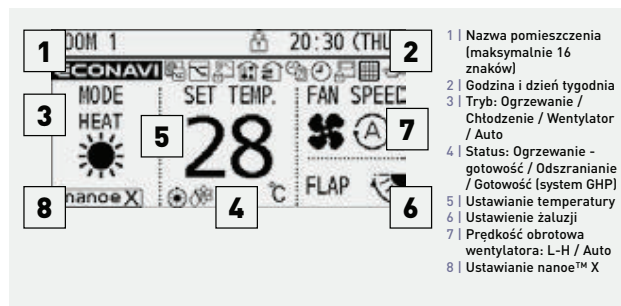 OOM 1 20:30 (THU
ECONAVI
MODE SET TEMP. FAN SPEED
HEAT
28
A
°C
FLAP
nanoe X
1
2
3
4
5
6
7
8
1 | Nazwa pomieszczenia
(maksymalnie 16
znaków)
2 | Godzina i dzień tygodnia
3 | Tryb: Ogrzewanie /
Chłodzenie / Wentylator
/ Auto
4 | Status: Ogrzewanie -
gotowość / Odszranianie
/ Gotowość (system GHP)
5 | Ustawianie temperatury
6 | Ustawienie żaluzji
7 | Prędkość obrotowa
wentylatora: L-H / Auto
8 | Ustawianie nanoe™ X